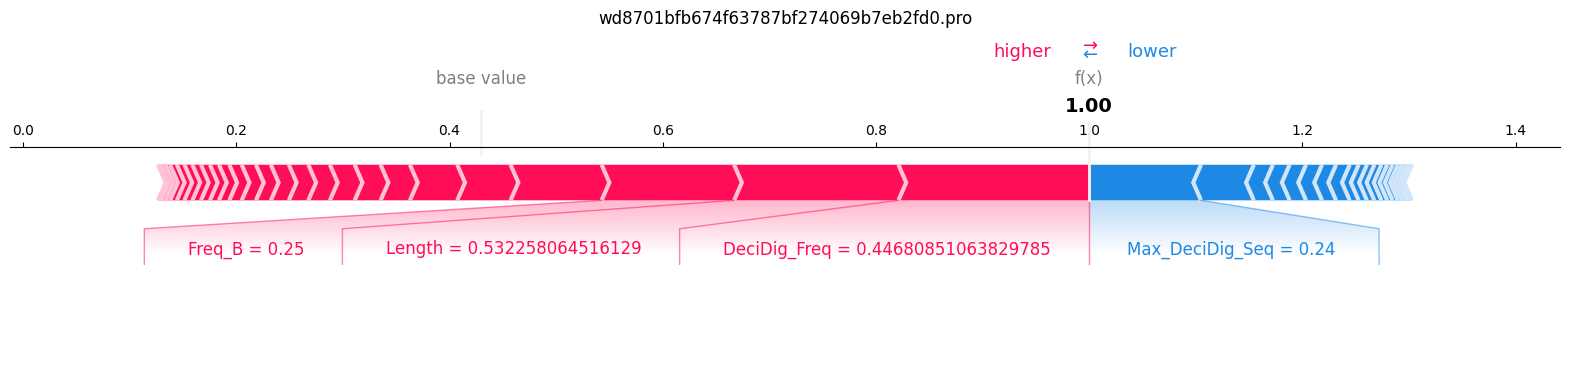 wd8701bfb674f63787bf274069b7eb2fd0.pro
higher ⇄ lower
base value f(x)
1.00
0.0 0.2 0.4 0.6 0.8 1.0 1.2 1.4
Freq_B = 0.25 Length = 0.532258064516129 DeciDig_Freq = 0.44680851063829785 Max_DeciDig_Seq = 0.24